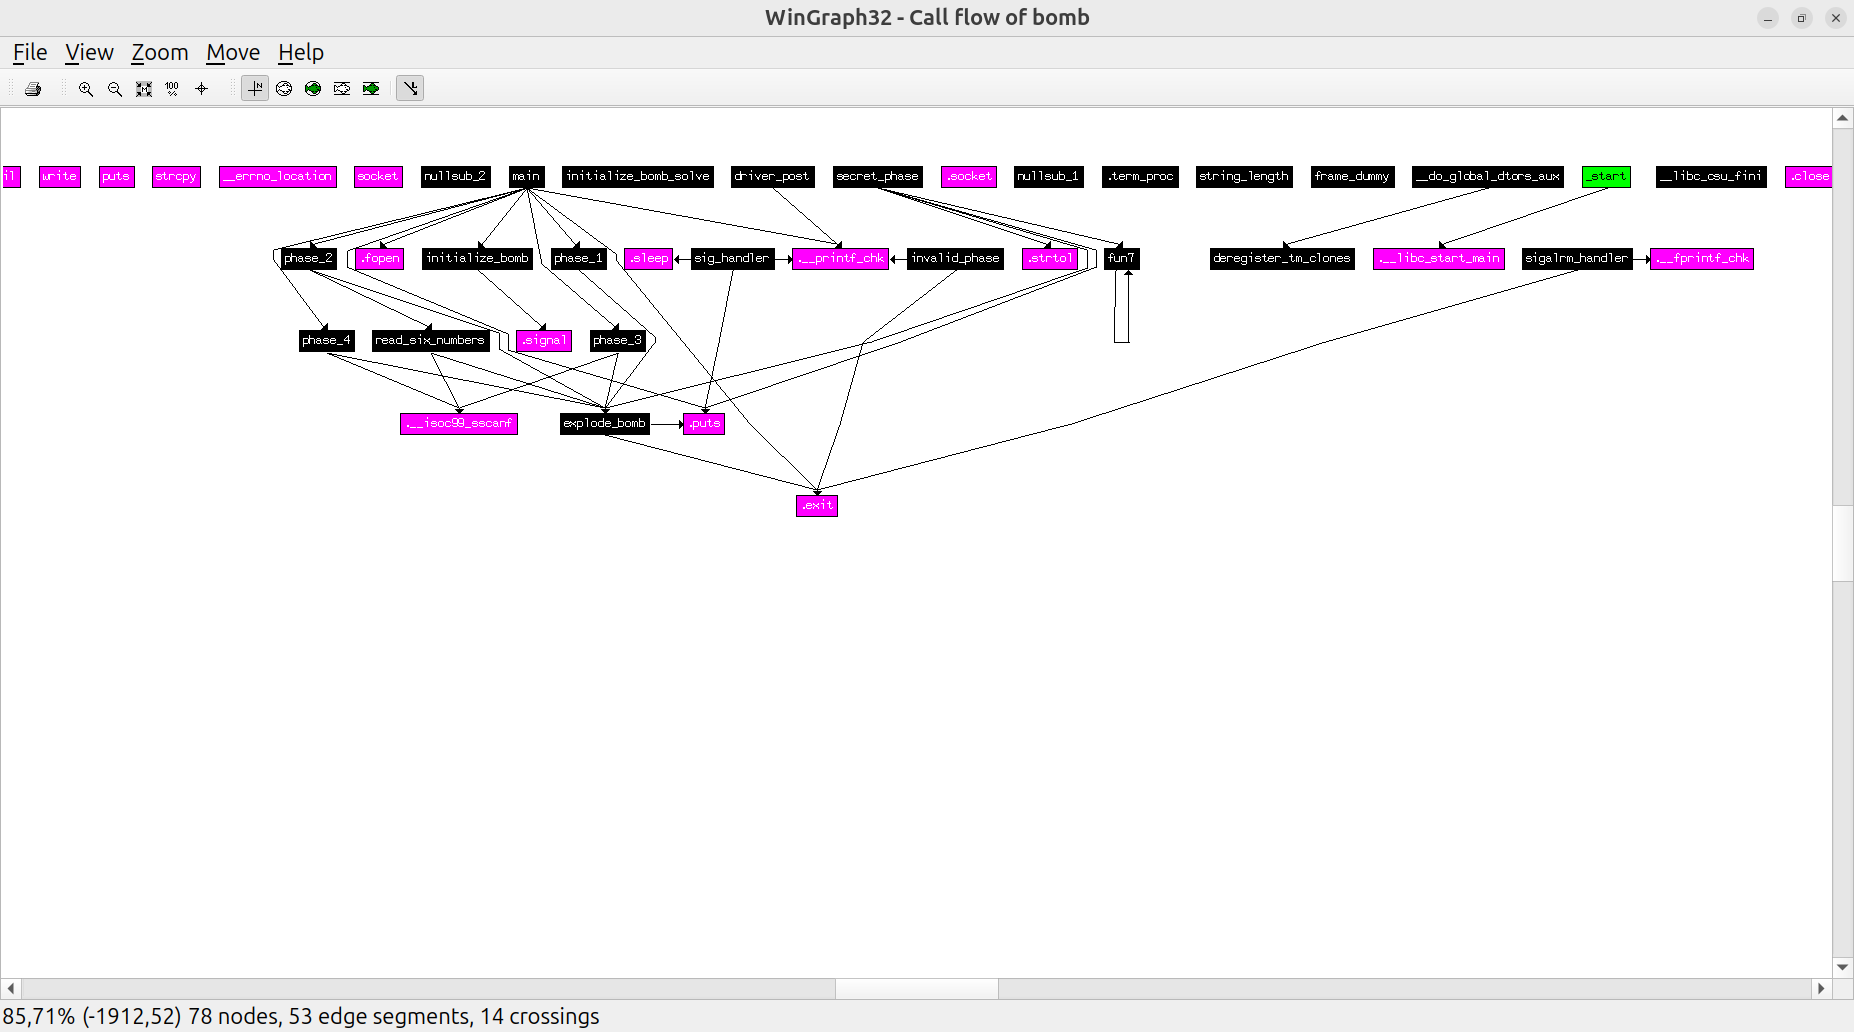 WinGraph32 - Call flow of bomb
File View Zoom Move Help
100 %
il write puts strcpy __errno_location socket nullsub_2 main initialize_bomb_solve driver_post secret_phase .socket nullsub_1 .term_proc string_length frame_dummy __do_global_dtors_aux _start __libc_csu_fini .close
phase_2 .fopen initialize_bomb phase_1 .sleep sig_handler .__printf_chk invalid_phase .strtol fun7 deregister_tm_clones .__libc_start_main sigalrm_handler .__fprintf_chk
phase_4 read_six_numbers .signal phase_3
.__isoc99_sscanf explode_bomb .puts
.exit
85,71% (-1912,52) 78 nodes, 53 edge segments, 14 crossings